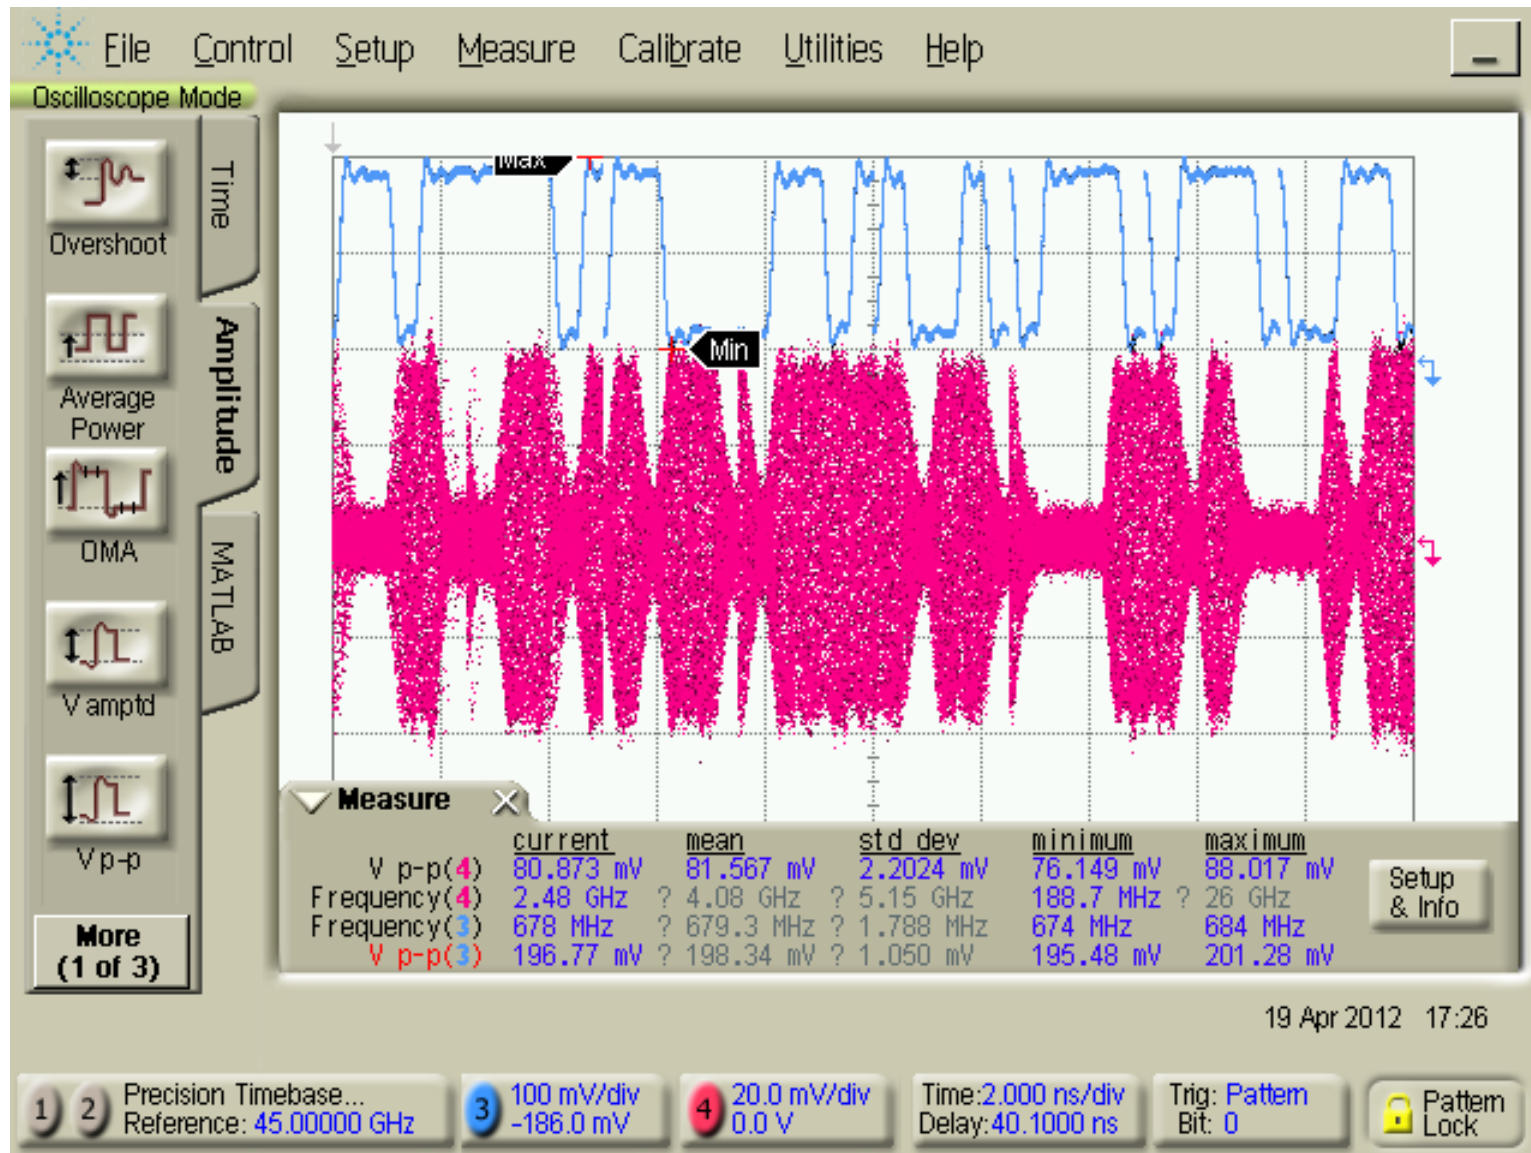 File Control Setup Measure Calibrate Utilities Help
Oscilloscope Mode
Time
Amplitude
MATLAB
Overshoot
Average
Power
OMA
V amptd
V p-p
More
(1 of 3)
Max
Min
Measure
current mean std dev minimum maximum
V p-p(4) 80.873 mV 81.567 mV 2.2024 mV 76.149 mV 88.017 mV
Frequency(4) 2.48 GHz ? 4.08 GHz ? 5.15 GHz 188.7 MHz ? 26 GHz
Frequency(3) 678 MHz ? 679.3 MHz ? 1.788 MHz 674 MHz 684 MHz
V p-p(3) 196.77 mV ? 198.34 mV ? 1.050 mV 195.48 mV 201.28 mV
Setup
& Info
19 Apr 2012 17:26
1 2 Precision Timebase...
Reference: 45.00000 GHz
3 100 mV/div
-186.0 mV
4 20.0 mV/div
0.0 V
Time:2.000 ns/div
Delay:40.1000 ns
Trig: Pattern
Bit: 0
Pattern
Lock